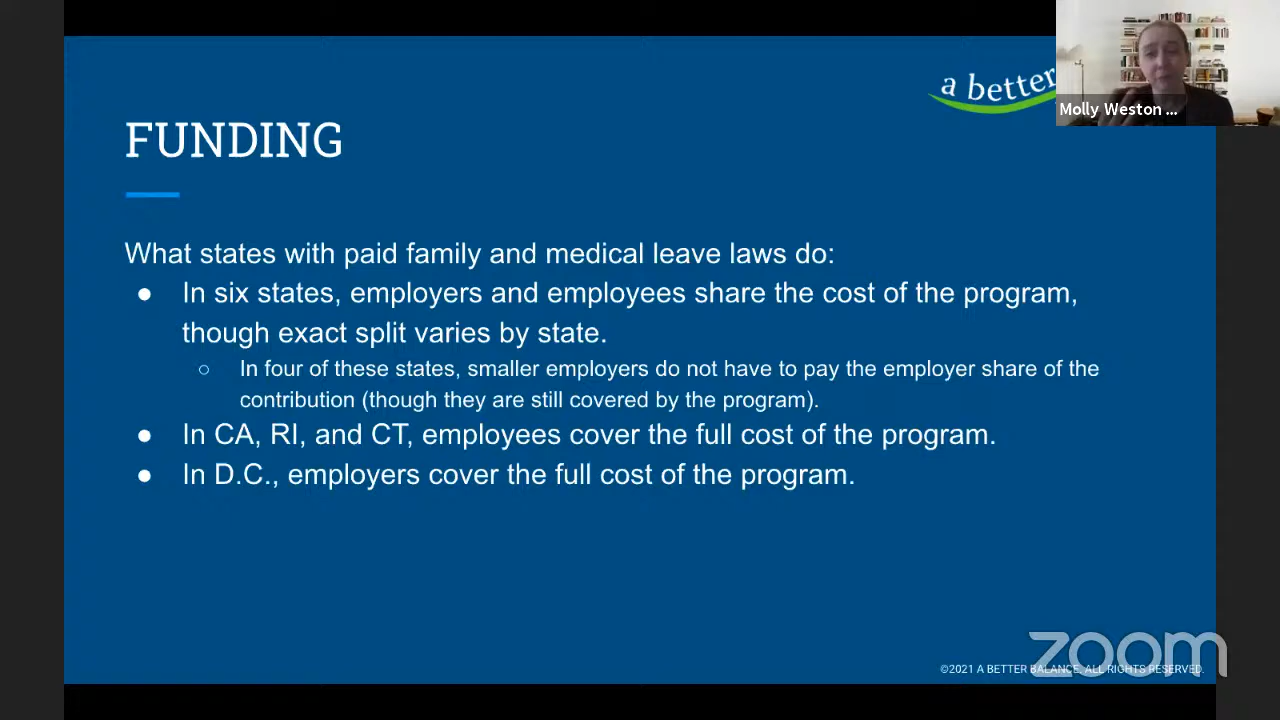 a better
Molly Weston ...
FUNDING
What states with paid family and medical leave laws do:
● In six states, employers and employees share the cost of the program,
though exact split varies by state.
○ In four of these states, smaller employers do not have to pay the employer share of the
contribution (though they are still covered by the program).
● In CA, RI, and CT, employees cover the full cost of the program.
● In D.C., employers cover the full cost of the program.
zoom
©2021 A BETTER BALANCE, ALL RIGHTS RESERVED.